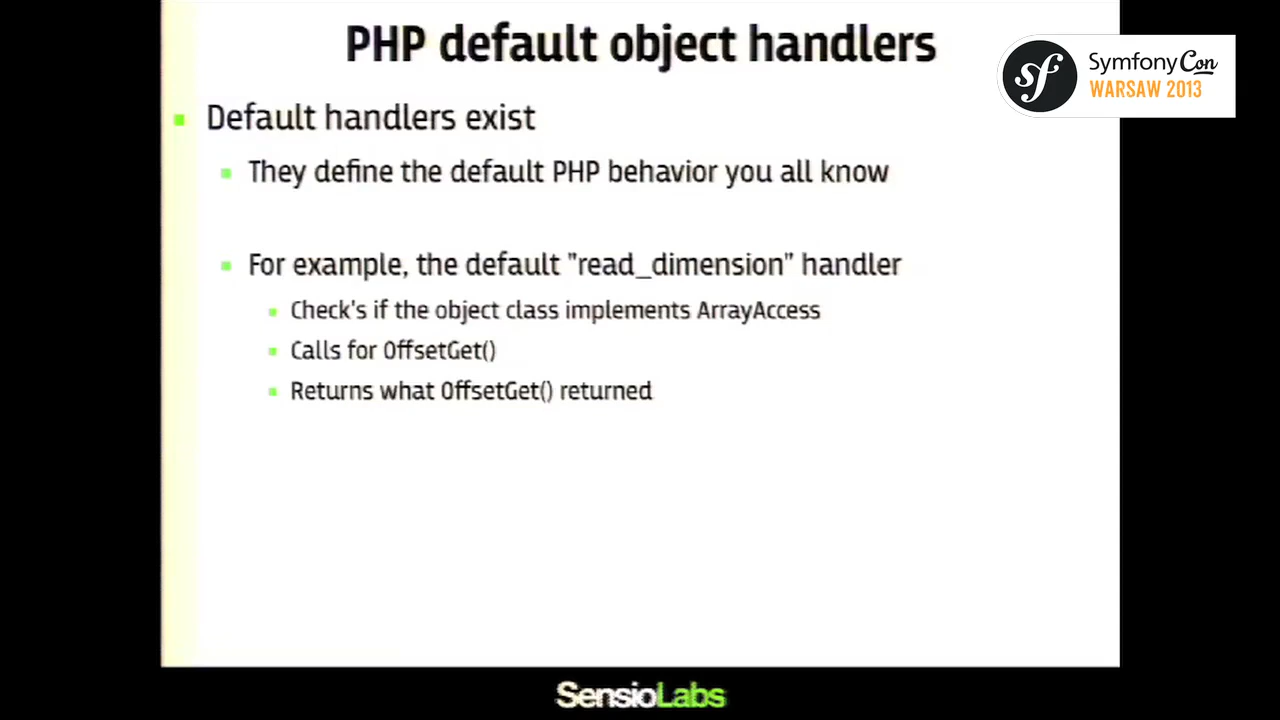 PHP default object handlers
SymfonyCon
WARSAW 2013
Default handlers exist
They define the default PHP behavior you all know
For example, the default "read_dimension" handler
Check's if the object class implements ArrayAccess
Calls for OffsetGet()
Returns what OffsetGet() returned
SensioLabs